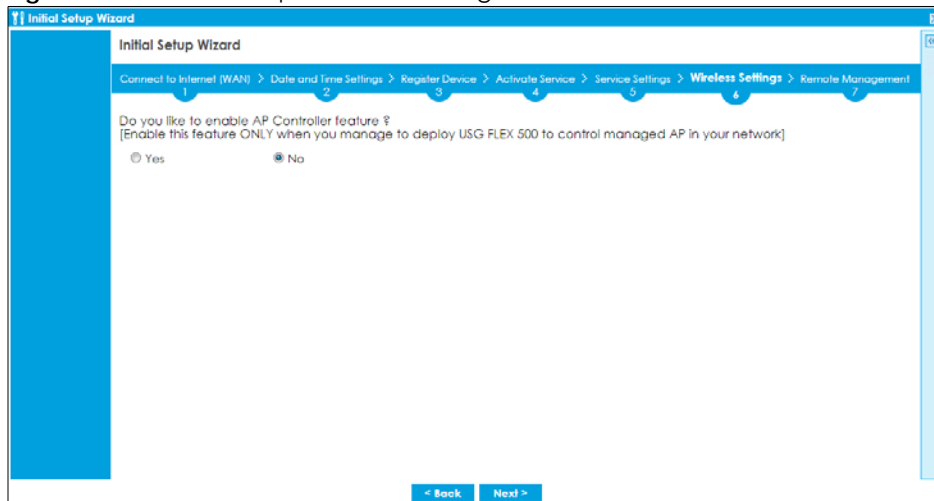 Initial Setup Wizard
Initial Setup Wizard
Connect to Internet (WAN) > Date and Time Settings > Register Device > Activate Service > Service Settings > Wireless Settings > Remote Management
1 2 3 4 5 6 7
Do you like to enable AP Controller feature ?
[Enable this feature ONLY when you manage to deploy USG FLEX 500 to control managed AP in your network]
Yes No
< Back Next >